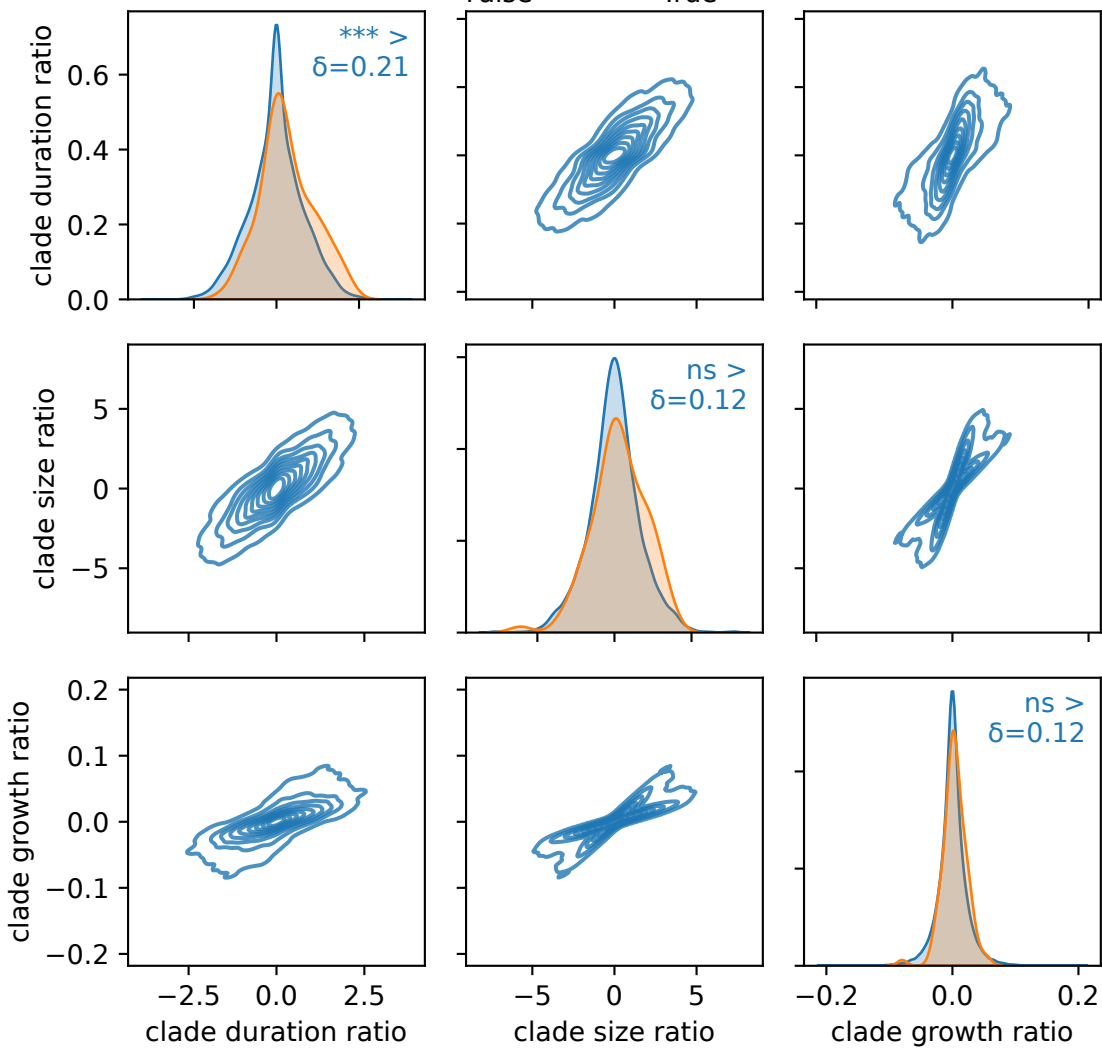 clade duration ratio
0.6
0.4
0.2
0.0
*** >
δ=0.21
clade size ratio
5
0
−5
ns >
δ=0.12
clade growth ratio
0.2
0.1
0.0
−0.1
−0.2
ns >
δ=0.12
−2.5 0.0 2.5
−5 0 5
−0.2 0.0 0.2
clade duration ratio
clade size ratio
clade growth ratio